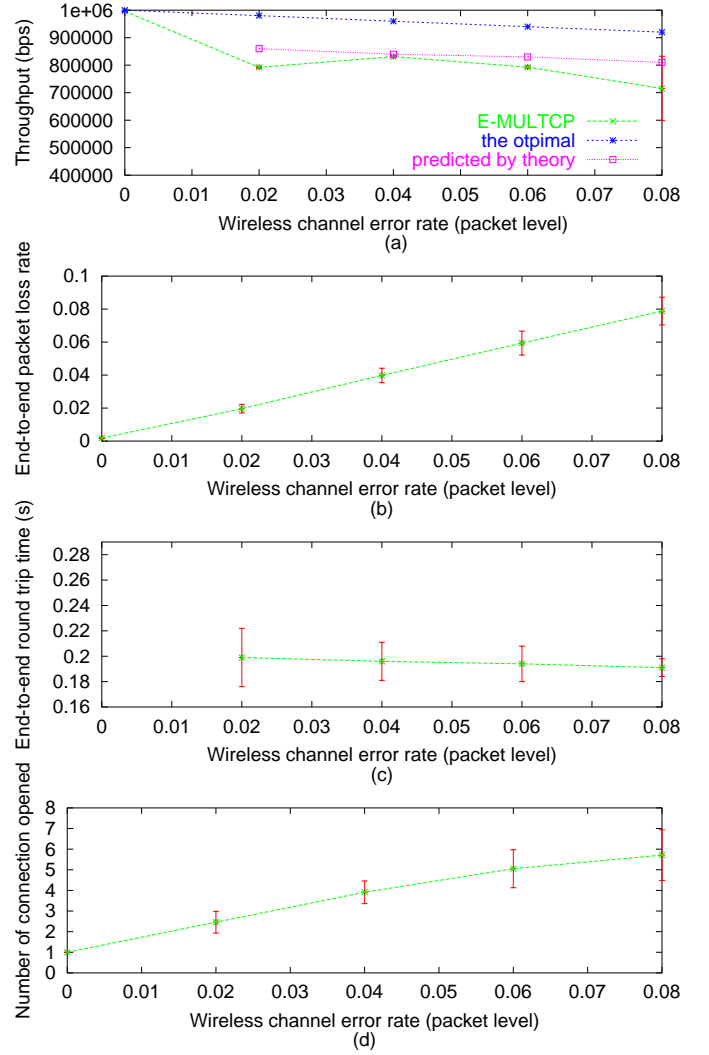 Throughput (bps)
1e+06
900000
800000
700000
600000
500000
400000
E-MULTCP
the otpimal
predicted by theory
0 0.01 0.02 0.03 0.04 0.05 0.06 0.07 0.08
Wireless channel error rate (packet level)
(a)
End-to-end packet loss rate
0.1
0.08
0.06
0.04
0.02
0
0 0.01 0.02 0.03 0.04 0.05 0.06 0.07 0.08
Wireless channel error rate (packet level)
(b)
End-to-end round trip time (s)
0.28
0.26
0.24
0.22
0.2
0.18
0.16
0 0.01 0.02 0.03 0.04 0.05 0.06 0.07 0.08
Wireless channel error rate (packet level)
(c)
Number of connection opened
8
7
6
5
4
3
2
1
0
0 0.01 0.02 0.03 0.04 0.05 0.06 0.07 0.08
Wireless channel error rate (packet level)
(d)